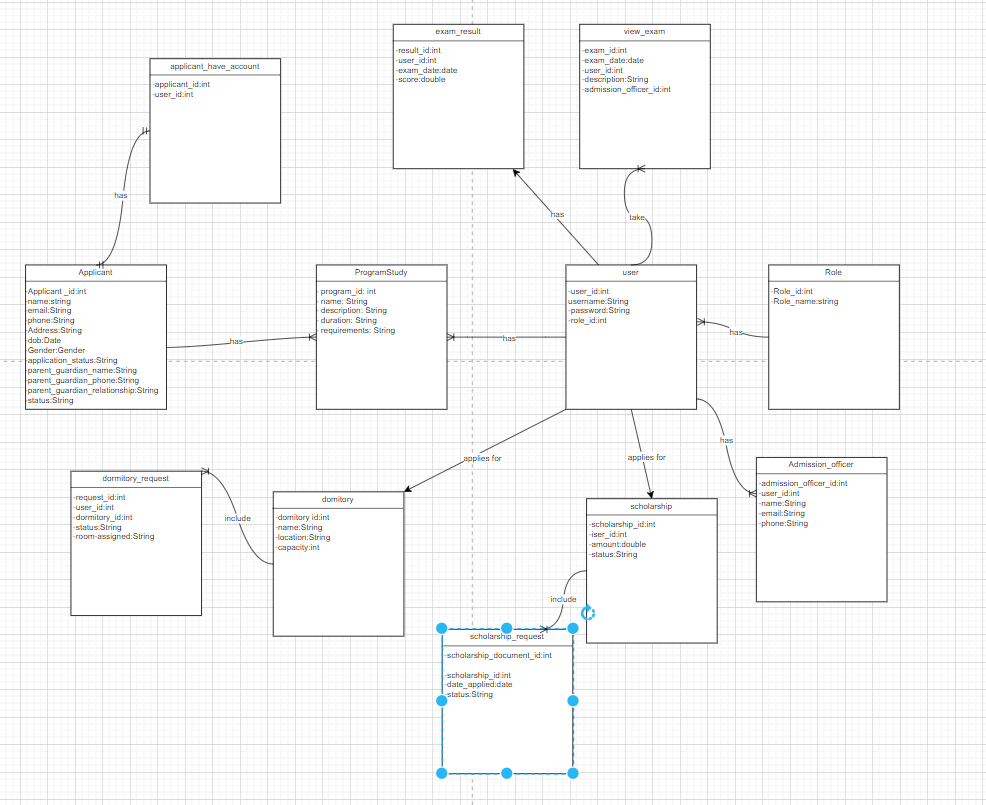 exam_result
-result_id:int
-user_id:int
-exam_date:date
-score:double
view_exam
-exam_id:int
-exam_date:date
-user_id:int
-description:String
-admission_officer_id:int
applicant_have_account
-applicant_id:int
-user_id:int
has
has
take
Applicant
-Applicant _id:int
-name:string
-email:String
-phone:String
-Address:String
-dob:Date
-Gender:Gender
-application_status:String
-parent_guardian_name:String
-parent_guardian_phone:String
-parent_guardian_relationship:String
-status:String
has
ProgramStudy
- program_id: int
- name: String
- description: String
- duration: String
- requirements: String
has
user
-user_id:int
username:String
-password:String
-role_id:int
has
Role
-Role_id:int
-Role_name:string
applies for
applies for
has
dormitory_request
-request_id:int
-user_id:int
-dormitory_id:int
-status:String
-room-assigned:String
include
domitory
-domitory id:int
-name:String
-location:String
-capacity:int
scholarship
-scholarship_id:int
-iser_id:int
-amount:double
-status:String
Admission_officer
-admission_officer_id:int
-user_id:int
-name:String
-email:String
-phone:String
include
scholarship_request
-scholarship_document_id:int
-scholarship_id:int
-date_applied:date
-status:String